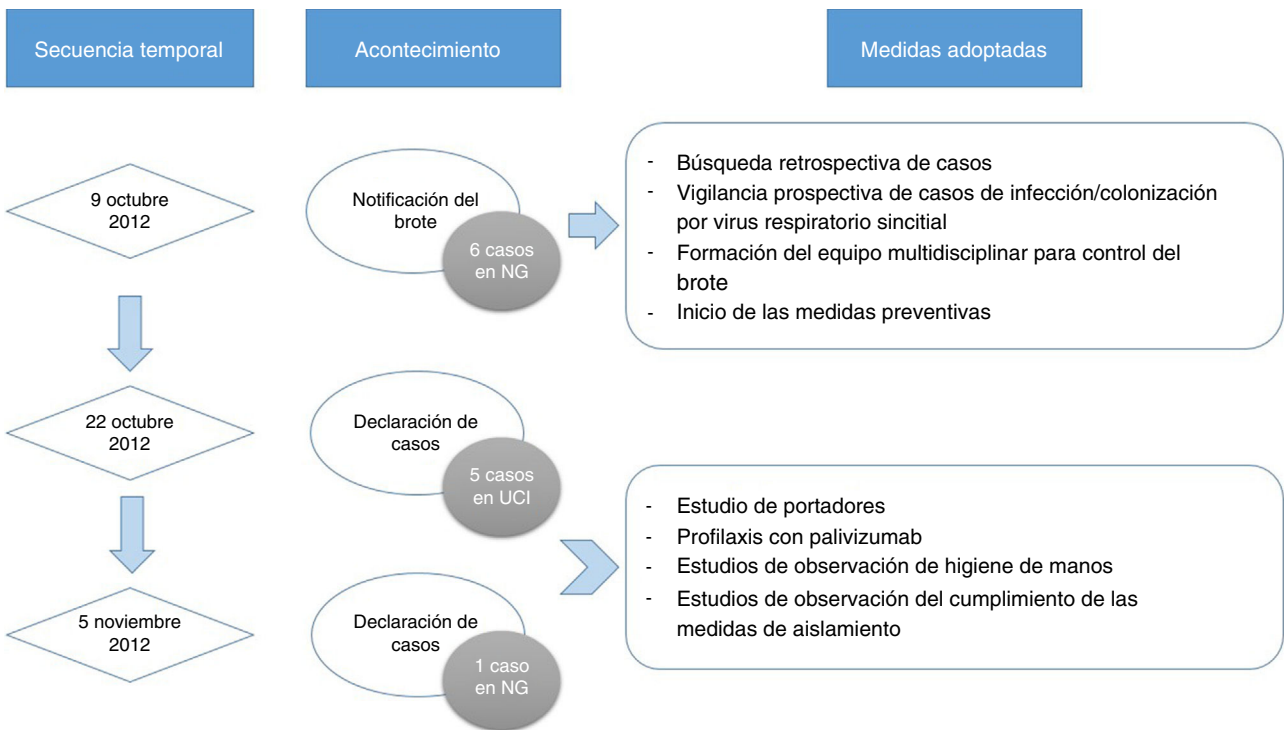 Secuencia temporal
Acontecimiento
Medidas adoptadas
9 octubre
2012
Notificación del
brote
6 casos
en NG
- Búsqueda retrospectiva de casos
- Vigilancia prospectiva de casos de infección/colonización
por virus respiratorio sincitial
- Formación del equipo multidisciplinar para control del
brote
- Inicio de las medidas preventivas
22 octubre
2012
Declaración de
casos
5 casos
en UCI
5 noviembre
2012
Declaración de
casos
1 caso
en NG
- Estudio de portadores
- Profilaxis con palivizumab
- Estudios de observación de higiene de manos
- Estudios de observación del cumplimiento de las
medidas de aislamiento